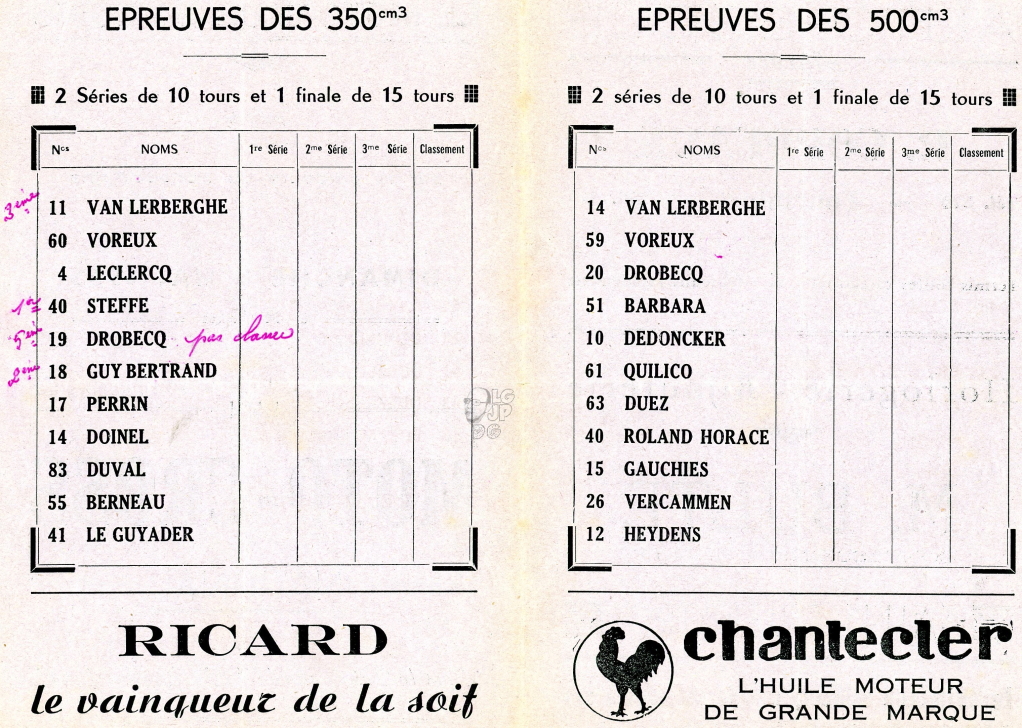 EPREUVES DES 350cm3
2 Séries de 10 tours et 1 finale de 15 tours
Nos NOMS 1re Série 2me Série 3me Série Classement
3ème 11 VAN LERBERGHE
60 VOREUX
4 LECLERCQ
1er 40 STEFFE
5ème 19 DROBECQ pas classé
2ème 18 GUY BERTRAND
17 PERRIN
14 DOINEL
83 DUVAL
55 BERNEAU
41 LE GUYADER
RICARD
le vainqueur de la soif
EPREUVES DES 500cm3
2 séries de 10 tours et 1 finale de 15 tours
Nos NOMS 1re Série 2me Série 3me Série Classement
14 VAN LERBERGHE
59 VOREUX
20 DROBECQ
51 BARBARA
10 DEDONCKER
61 QUILICO
63 DUEZ
40 ROLAND HORACE
15 GAUCHIES
26 VERCAMMEN
12 HEYDENS
chantecler
L'HUILE MOTEUR
DE GRANDE MARQUE
LG
JP
DG